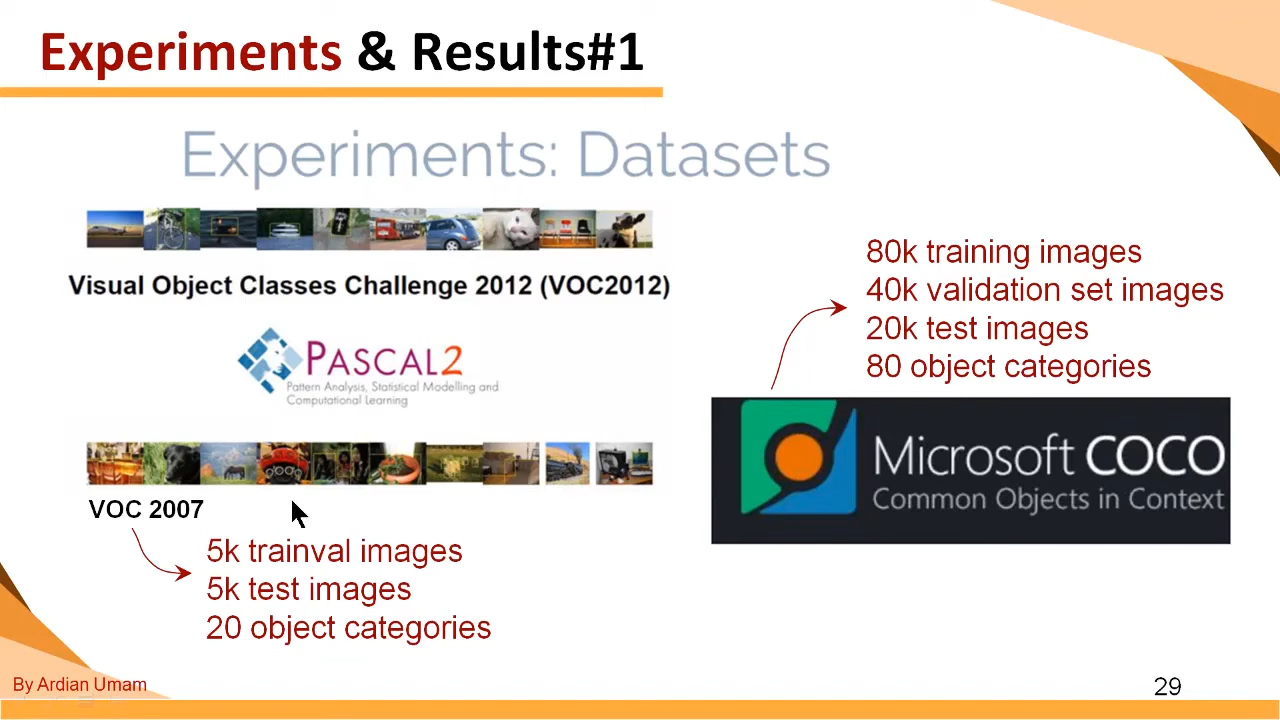 Experiments & Results#1
Experiments: Datasets
Visual Object Classes Challenge 2012 (VOC2012)
PASCAL2
Pattern Analysis, Statistical Modelling and
Computational Learning
VOC 2007
5k trainval images
5k test images
20 object categories
80k training images
40k validation set images
20k test images
80 object categories
Microsoft COCO
Common Objects in Context
By Ardian Umam
29